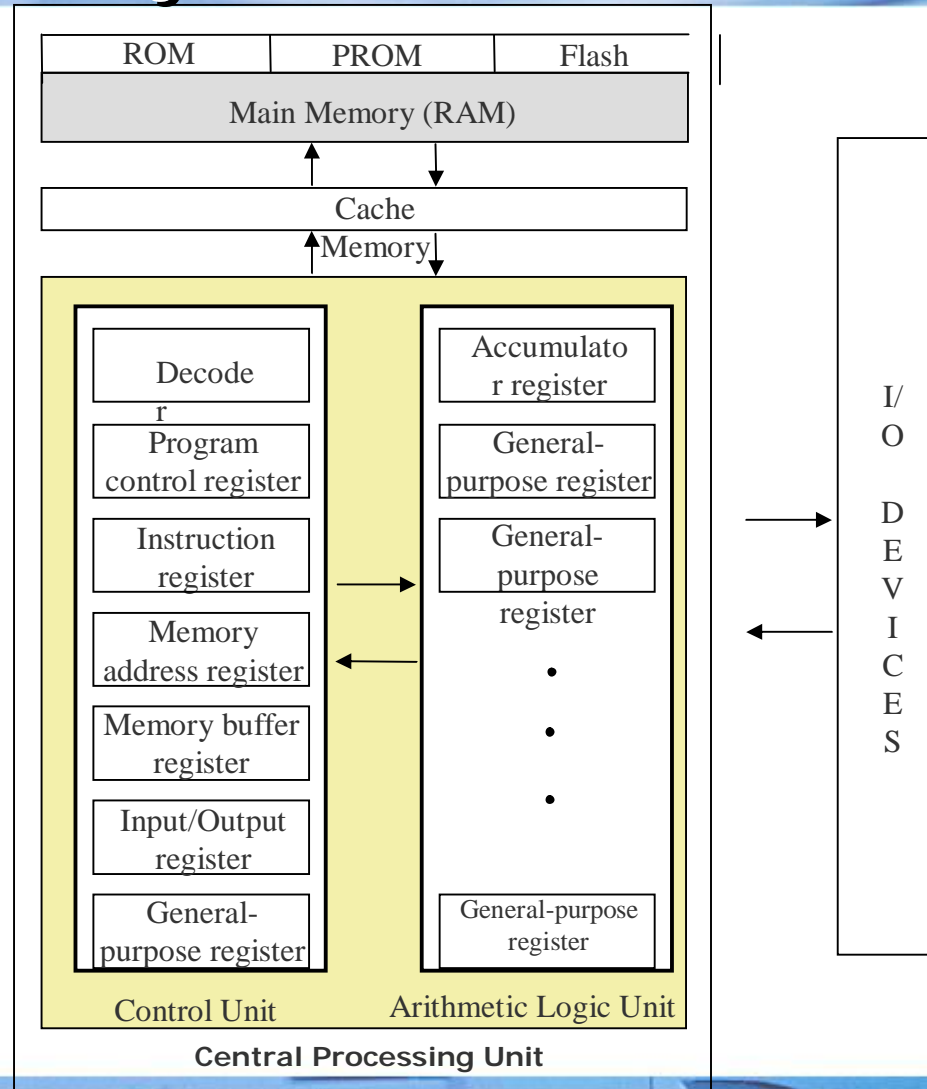 ROM PROM Flash
Main Memory (RAM)
Cache
Memory
Decode
r
Program
control register
Instruction
register
Memory
address register
Memory buffer
register
Input/Output
register
General-
purpose register
Control Unit
Accumulato
r register
General-
purpose register
General-
purpose
register
General-purpose
register
Arithmetic Logic Unit
Central Processing Unit
I/
O
D
E
V
I
C
E
S